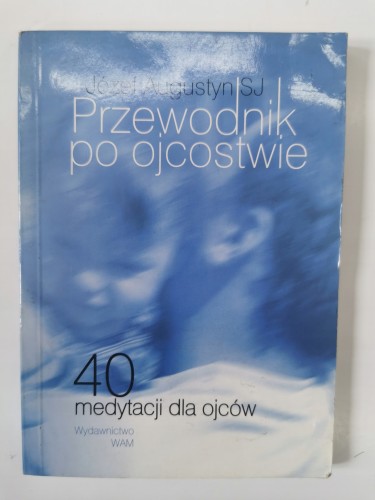 Józef Augustyn SJ
Przewodnik
po ojcostwie
40
medytacji dla ojców
Wydawnictwo
WAM